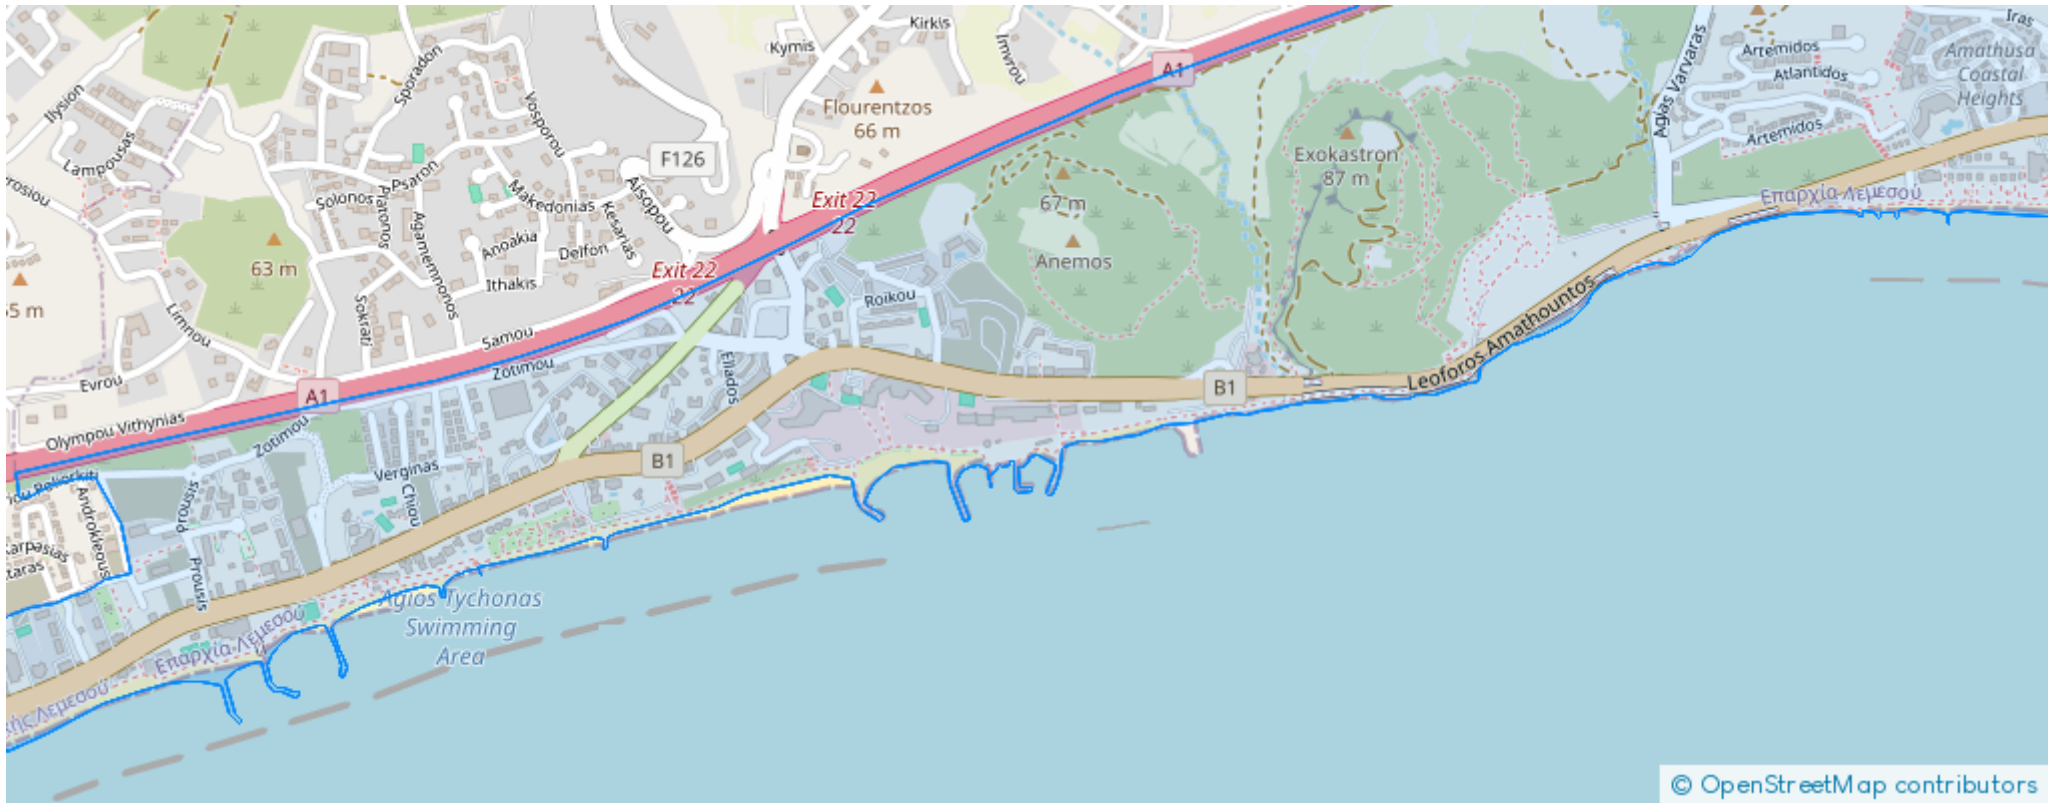 Kirkis
Iras
Kymis
Imvrou
Artemidos
Amathusa
Coastal
Heights
Sporadon
A1
Atlantidos
Ilysion
Vosporou
Flourentzos
66 m
Agias Varvaras
Artemidos
Lampousas
F126
Exokastron
87 m
Psaron
Solonos
Platonos
Makedonias
Aisopou
Exit 22
22
67 m
Επαρχία Λεμεσού
Agamemnonos
Kesarias
Anoakia
Delfon
63 m
Exit 22
22
Anemos
Ithakis
Roikou
Limnou
Sokrati
Samou
Zotimou
Eliados
Evrou
A1
B1
Leoforos Amathountos
Olympou Vithynias
Zotimou
B1
Verginas
Chiou
Androkleous
Prousis
Karpasias
Prousis
Agios Tychonas
Swimming
Area
Επαρχία Λεμεσού
© OpenStreetMap contributors